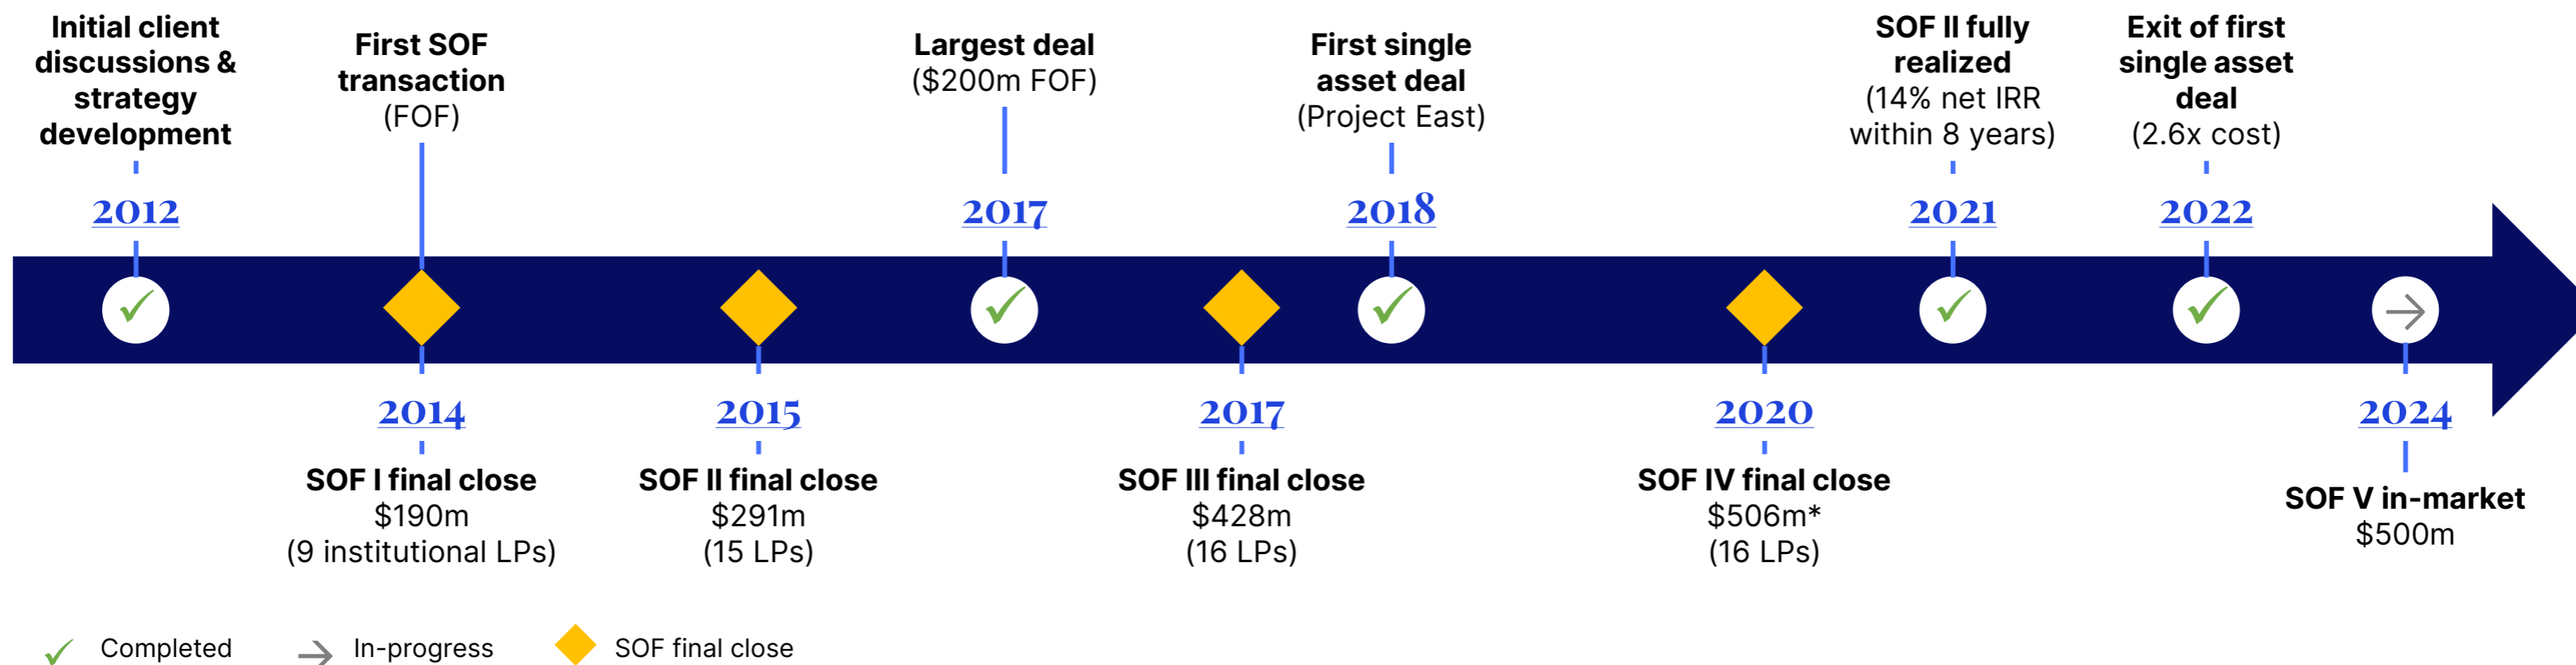 Initial client
discussions &
strategy
development
2012
First SOF
transaction
(FOF)
Largest deal
($200m FOF)
2017
First single
asset deal
(Project East)
2018
SOF II fully
realized
(14% net IRR
within 8 years)
2021
Exit of first
single asset
deal
(2.6x cost)
2022
2014
SOF I final close
$190m
(9 institutional LPs)
2015
SOF II final close
$291m
(15 LPs)
2017
SOF III final close
$428m
(16 LPs)
2020
SOF IV final close
$506m*
(16 LPs)
2024
SOF V in-market
$500m
Completed
In-progress
SOF final close